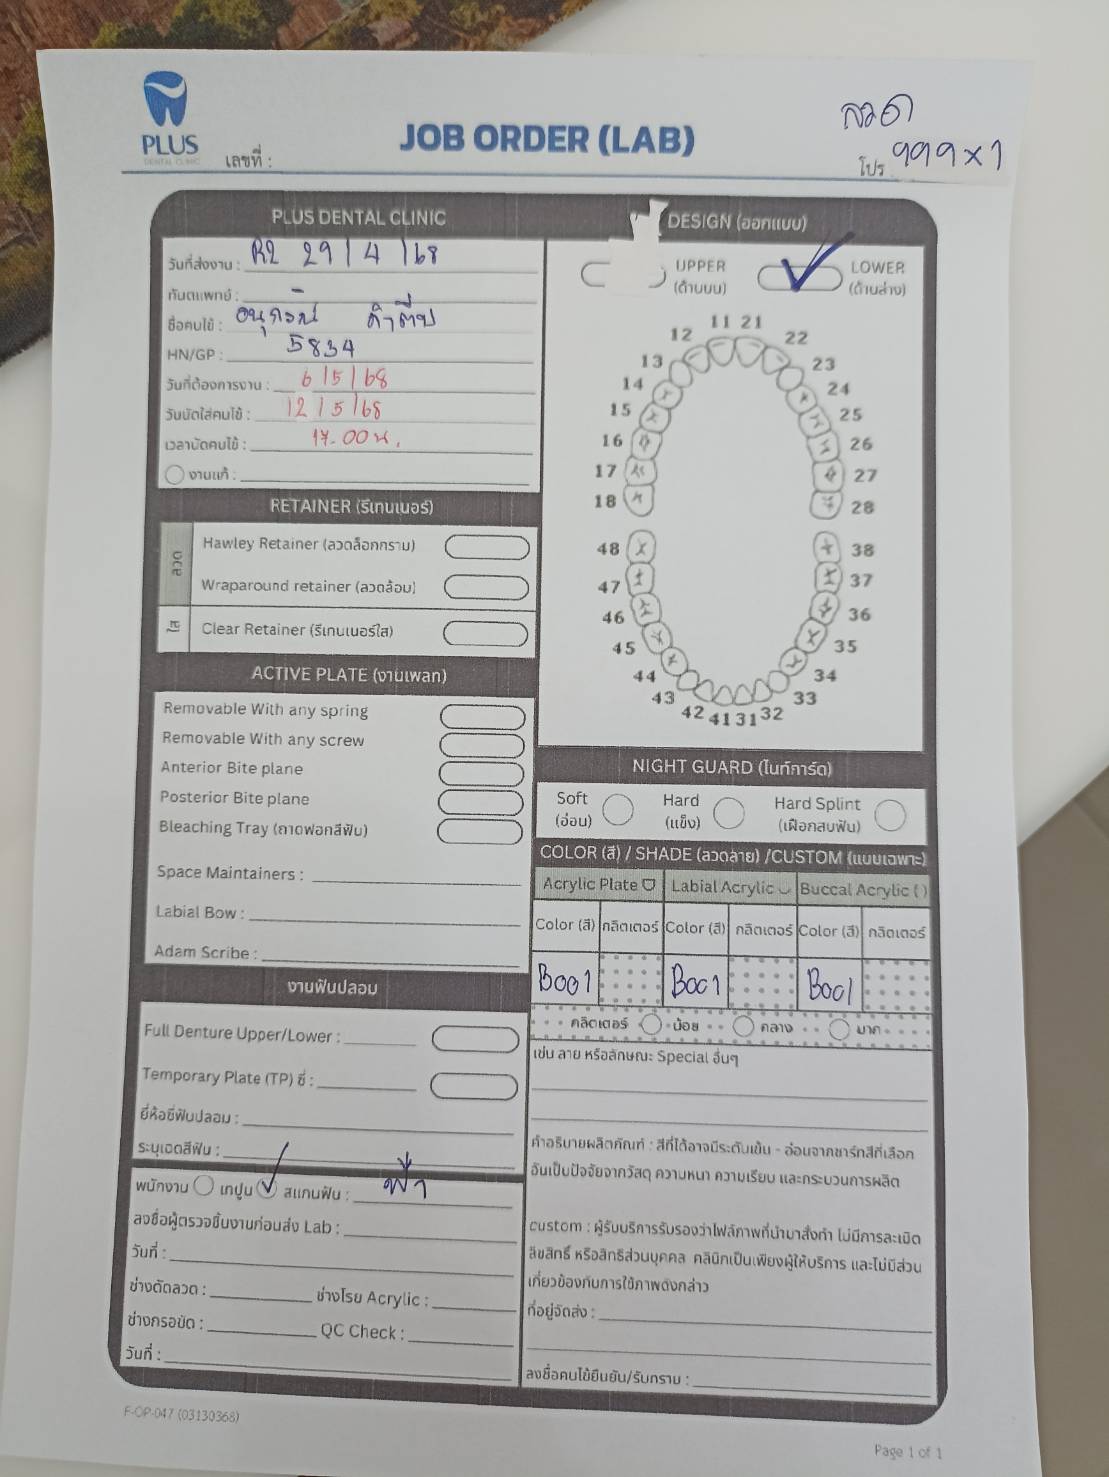 PLUS
DENTAL CLINIC
เลขที่ :
JOB ORDER (LAB)
ลวด
โปร 999x1
PLUS DENTAL CLINIC
วันที่ส่งงาน : R2 29/4/68
ทันตแพทย์ : -
ชื่อคนไข้ :
HN/GP : 5834
วันที่ต้องการงาน : 6/5/68
วันนัดใส่คนไข้ : 12/5/68
เวลานัดคนไข้ : 17.00 น.
งานแก้ :
RETAINER (รีเทนเนอร์)
ลวด
Hawley Retainer (ลวดล็อกกราม)
Wraparound retainer (ลวดล้อม)
ใส
Clear Retainer (รีเทนเนอร์ใส)
ACTIVE PLATE (งานเพลท)
Removable With any spring
Removable With any screw
Anterior Bite plane
Posterior Bite plane
Bleaching Tray (ถาดฟอกสีฟัน)
Space Maintainers :
Labial Bow :
Adam Scribe :
งานฟันปลอม
Full Denture Upper/Lower :
Temporary Plate (TP) ซี่ :
ยี่ห้อซี่ฟันปลอม :
ระบุเฉดสีฟัน :
พิมพ์งาน เทปูน สแกนฟัน : ฟ้า
ลงชื่อผู้ตรวจชิ้นงานก่อนส่ง Lab :
วันที่ :
ช่างดัดลวด : ช่างโรย Acrylic :
ช่างกรอขัด : QC Check :
วันที่ :
DESIGN (ออกแบบ)
UPPER
(ด้านบน)
LOWER
(ด้านล่าง)
11 21
12 22
13 23
14 24
15 25
16 26
17 27
18 28
48 38
47 37
46 36
45 35
44 34
43 33
42 41 31 32
NIGHT GUARD (ไนท์การ์ด)
Soft
(อ่อน)
Hard
(แข็ง)
Hard Splint
(เฝือกสบฟัน)
COLOR (สี) / SHADE (ลวดลาย) /CUSTOM (แบบเฉพาะ)
Acrylic Plate Labial Acrylic Buccal Acrylic ( )
Color (สี) กลิตเตอร์ Color (สี) กลิตเตอร์ Color (สี) กลิตเตอร์
B001 B001 B001
กลิตเตอร์ น้อย กลาง มาก
เช่น ลาย หรือลักษณะ Special อื่นๆ
คำอธิบายผลิตภัณฑ์ : สีที่ได้อาจมีระดับเข้ม - อ่อนจากชาร์ทสีที่เลือก
อันเป็นปัจจัยจากวัสดุ ความหนา ความเรียบ และกระบวนการผลิต
custom : ผู้รับบริการรับรองว่าไฟล์ภาพที่นำมาสั่งทำ ไม่มีการละเมิด
ลิขสิทธิ์ หรือสิทธิส่วนบุคคล คลินิกเป็นเพียงผู้ให้บริการ และไม่มีส่วน
เกี่ยวข้องกับการใช้ภาพดังกล่าว
ที่อยู่จัดส่ง :
ลงชื่อคนไข้ยืนยัน/รับทราบ :
F-OP-047 (03130368)
Page 1 of 1